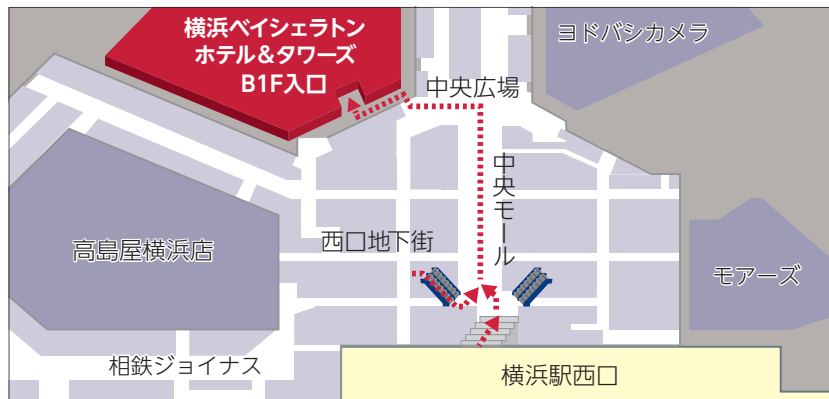 横浜ベイシェラトン
ホテル＆タワーズ
B1F入口
ヨドバシカメラ
中央広場
中央モール
西口地下街
高島屋横浜店
モアーズ
相鉄ジョイナス
横浜駅西口